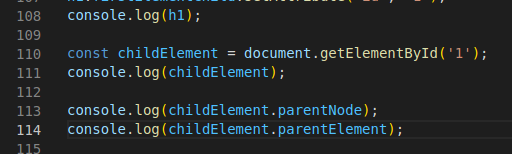 107
108 console.log(h1);
109
110 const childElement = document.getElementById('1');
111 console.log(childElement);
112
113 console.log(childElement.parentNode);
114 console.log(childElement.parentElement);
115